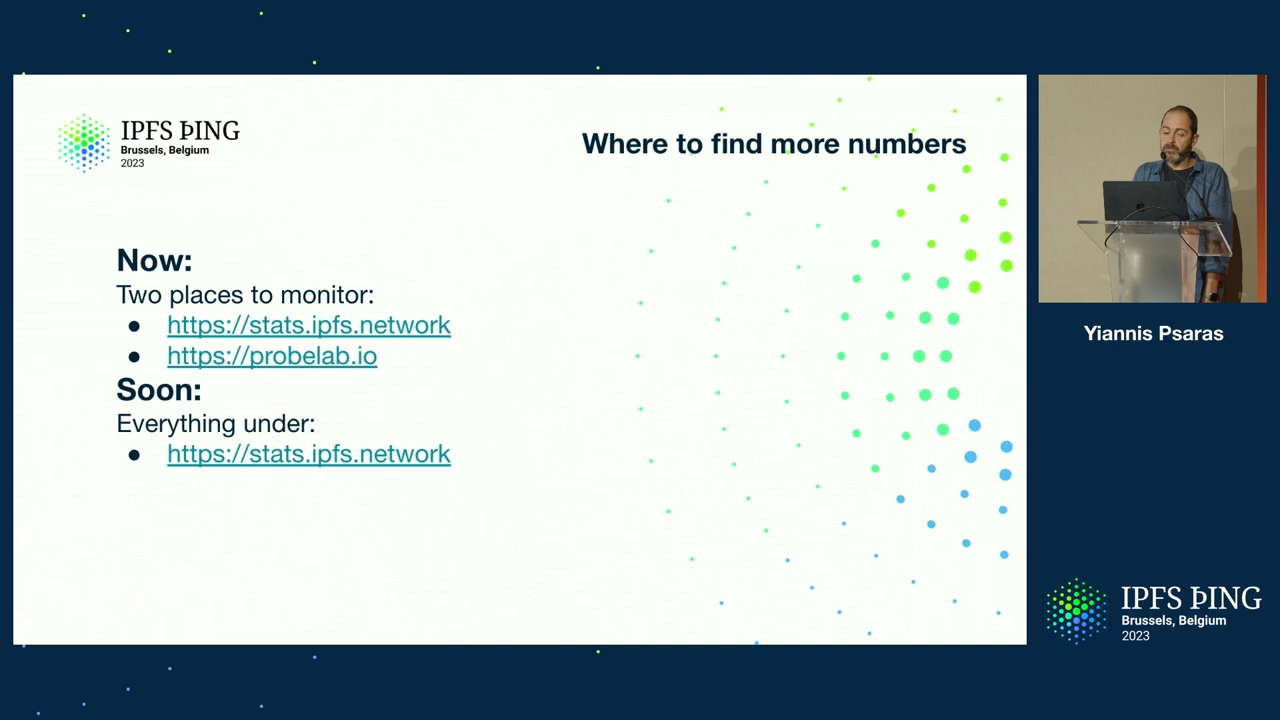 IPFS ÞING
Brussels, Belgium
2023
Where to find more numbers
Now:
Two places to monitor:
● https://stats.ipfs.network
● https://probelab.io
Soon:
Everything under:
● https://stats.ipfs.network
Yiannis Psaras
IPFS ÞING
Brussels, Belgium
2023